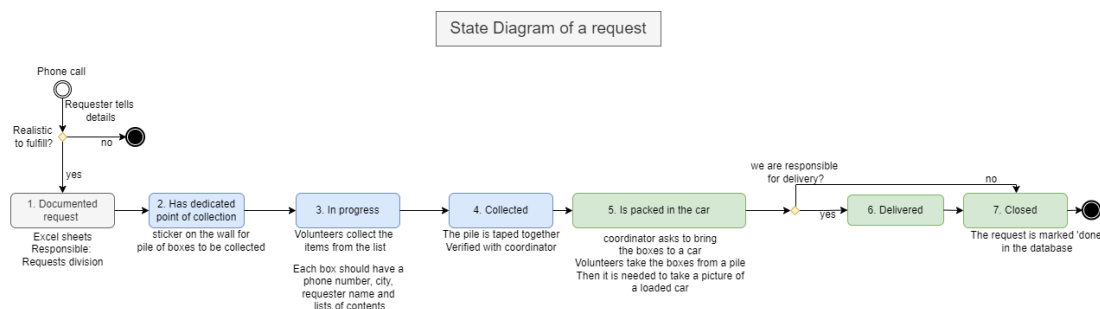 State Diagram of a request
Phone call
Requester tells
details
Realistic
to fulfill?
no
yes
we are responsible
for delivery?
no
yes
1. Documented
request
2. Has dedicated
point of collection
3. In progress
4. Collected
5. Is packed in the car
6. Delivered
7. Closed
Excel sheets
Responsible:
Requests division
sticker on the wall for
pile of boxes to be collected
Volunteers collect the
items from the list
Each box should have a
phone number, city,
requester name and
lists of contents
The pile is taped together
Verified with coordinator
coordinator asks to bring
the boxes to a car
Volunteers take the boxes from a pile
Then it is needed to take a picture of
a loaded car
The request is marked 'done'
in the database